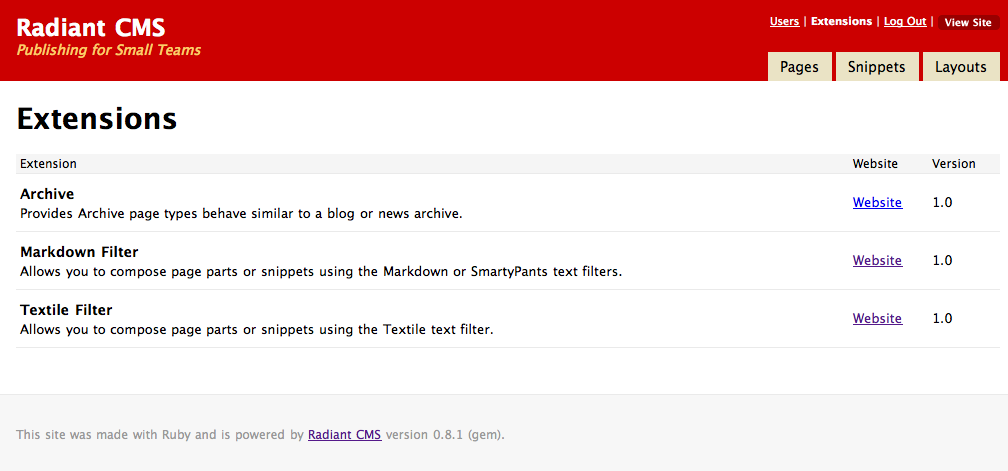 Radiant CMS
Publishing for Small Teams
Users | Extensions | Log Out | View Site
Pages Snippets Layouts
Extensions
Extension Website Version
Archive
Provides Archive page types behave similar to a blog or news archive.
Website 1.0
Markdown Filter
Allows you to compose page parts or snippets using the Markdown or SmartyPants text filters.
Website 1.0
Textile Filter
Allows you to compose page parts or snippets using the Textile text filter.
Website 1.0
This site was made with Ruby and is powered by Radiant CMS version 0.8.1 (gem).